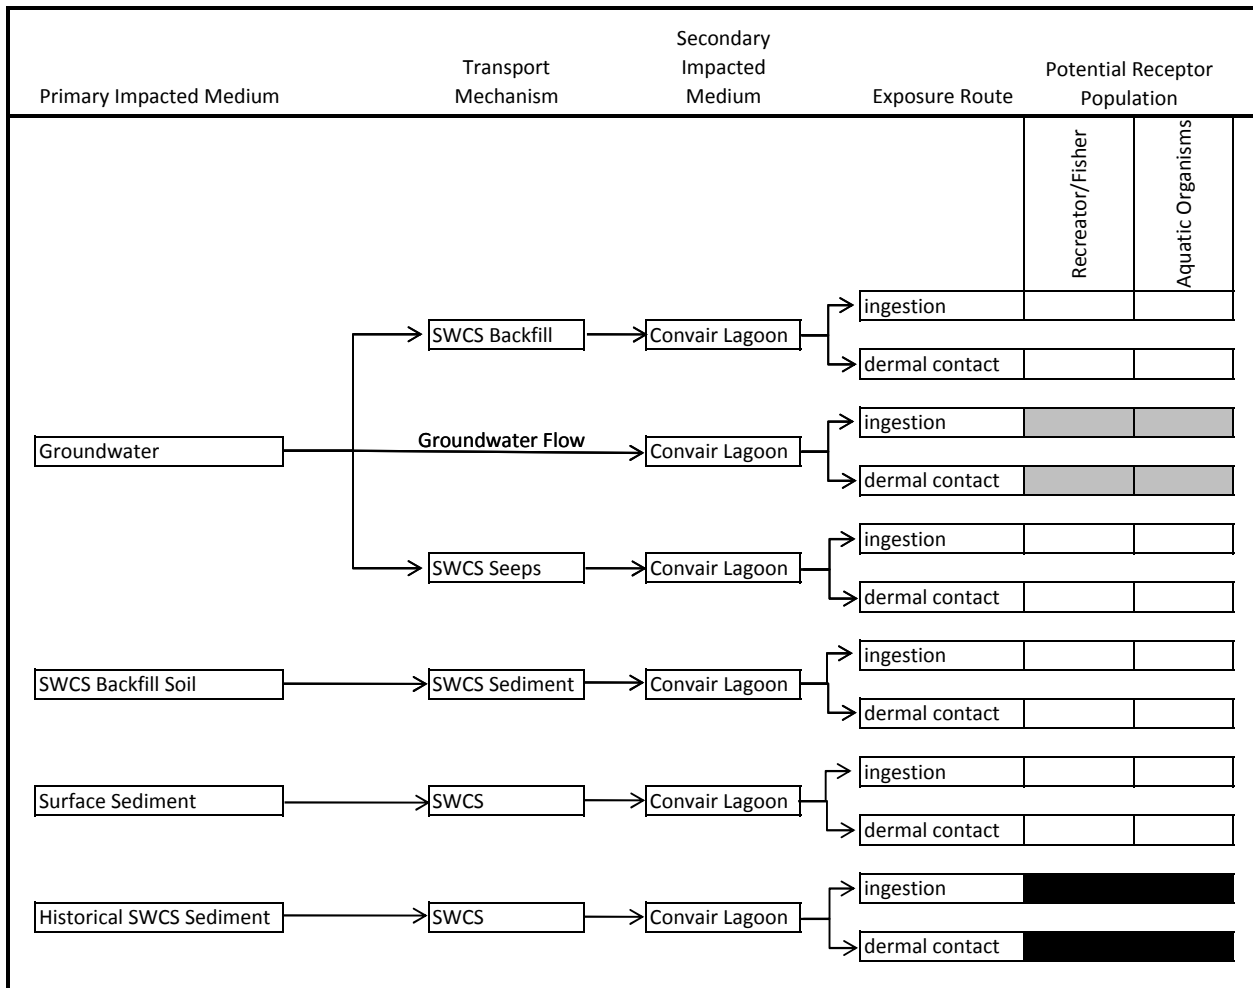 Primary Impacted Medium
Transport
Mechanism
Secondary
Impacted
Medium
Exposure Route
Potential Receptor
Population
Recreator/Fisher
Aquatic Organisms
Groundwater
SWCS Backfill
Convair Lagoon
ingestion
dermal contact
Groundwater Flow
Convair Lagoon
ingestion
dermal contact
SWCS Seeps
Convair Lagoon
ingestion
dermal contact
SWCS Backfill Soil
SWCS Sediment
Convair Lagoon
ingestion
dermal contact
Surface Sediment
SWCS
Convair Lagoon
ingestion
dermal contact
Historical SWCS Sediment
SWCS
Convair Lagoon
ingestion
dermal contact